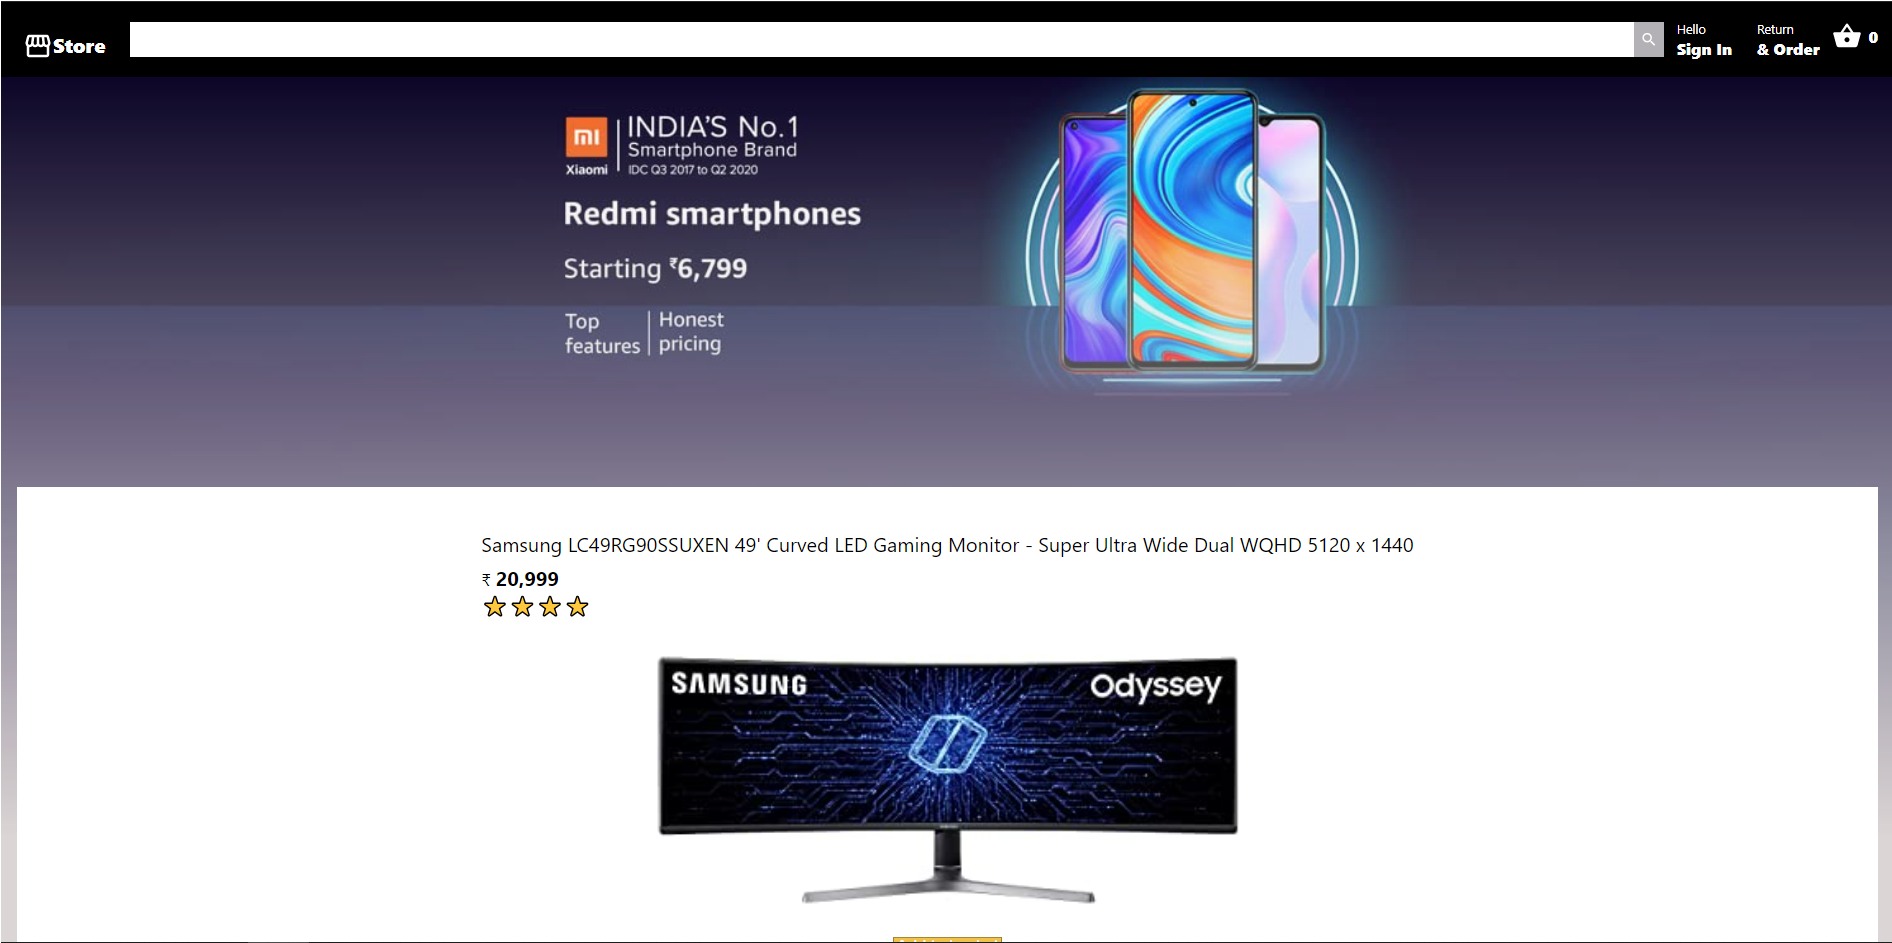 Store
Hello
Sign In
Return
& Order
0
mi
Xiaomi
INDIA'S No.1
Smartphone Brand
IDC Q3 2017 to Q2 2020
Redmi smartphones
Starting ₹6,799
Top
features
Honest
pricing
Samsung LC49RG90SSUXEN 49' Curved LED Gaming Monitor - Super Ultra Wide Dual WQHD 5120 x 1440
₹ 20,999
SAMSUNG
Odyssey